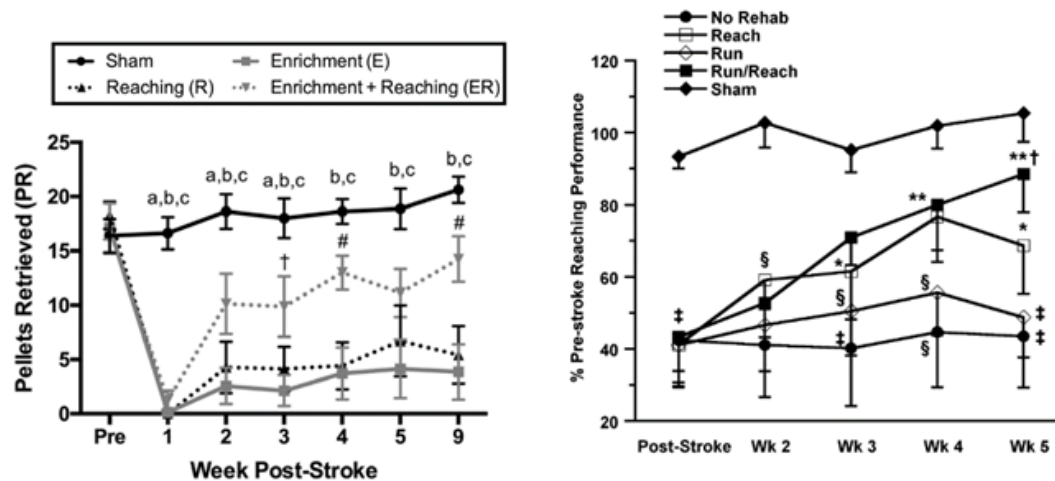 Sham
Enrichment (E)
Reaching (R)
Enrichment + Reaching (ER)
Pellets Retrieved (PR)
25
20
15
10
5
0
a,b,c
a,b,c
a,b,c
b,c
b,c
b,c
†
#
#
Pre
1
2
3
4
5
9
Week Post-Stroke
No Rehab
Reach
Run
Run/Reach
Sham
% Pre-stroke Reaching Performance
120
100
80
60
40
20
‡
§
*
§
‡
**
§
§
**†
*
‡
‡
Post-Stroke
Wk 2
Wk 3
Wk 4
Wk 5